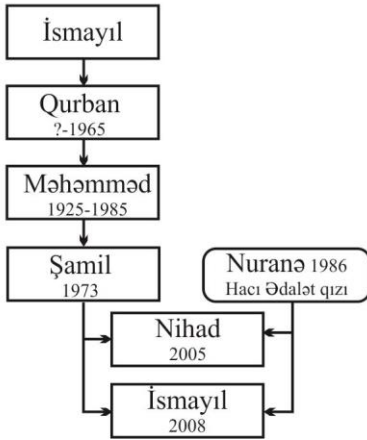 İsmayıl
Qurban
?-1965
Məhəmməd
1925-1985
Şamil
1973
Nuranə 1986
Hacı Ədalət qızı
Nihad
2005
İsmayıl
2008